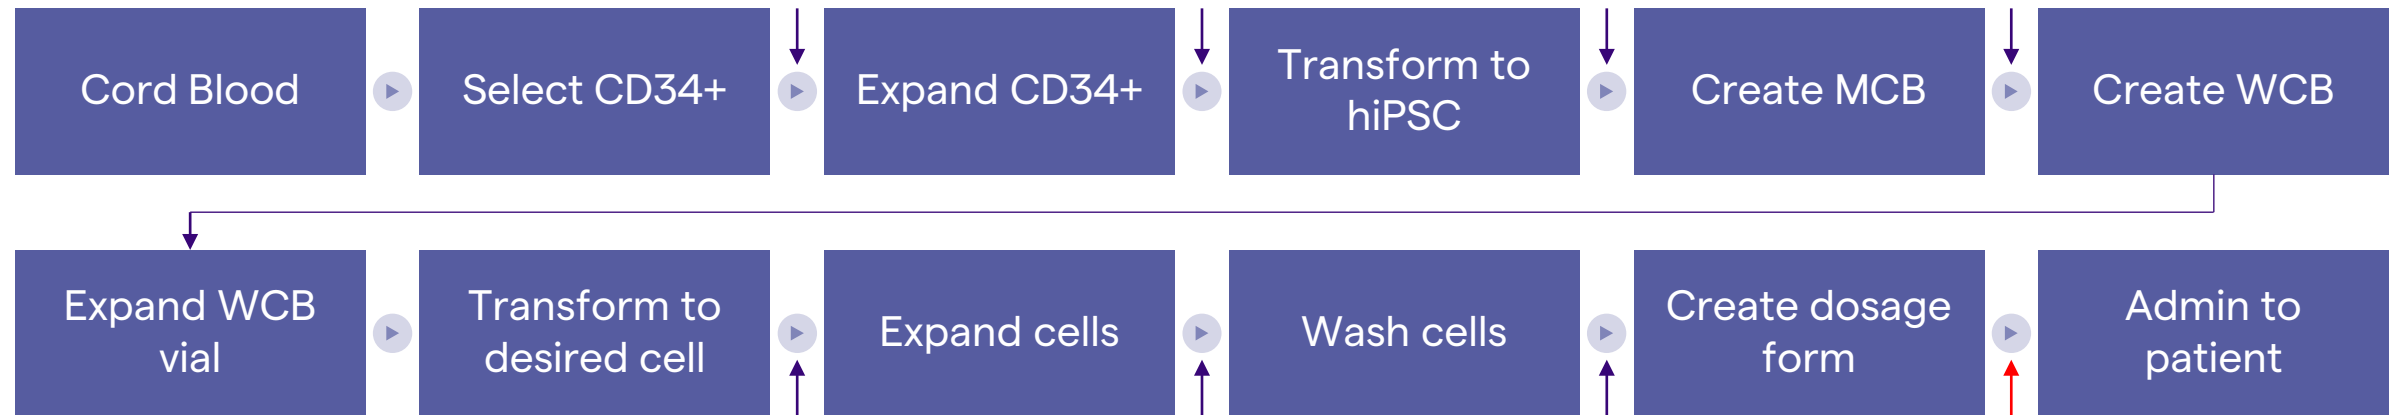 Cord Blood
Select CD34+
Expand CD34+
Transform to
hiPSC
Create MCB
Create WCB
Expand WCB
vial
Transform to
desired cell
Expand cells
Wash cells
Create dosage
form
Admin to
patient